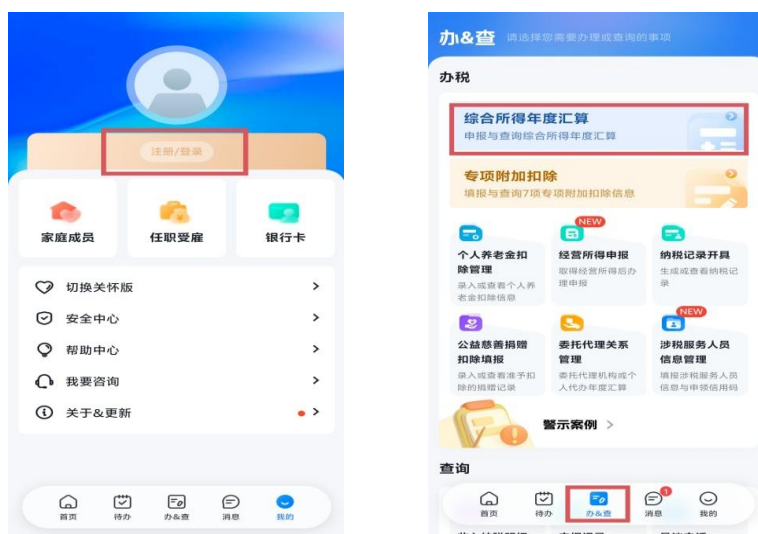 注册/登录
家庭成员
任职受雇
银行卡
切换关怀版
安全中心
帮助中心
我要咨询
关于&更新
首页
待办
办&查
消息
我的
办&查 请选择您需要办理或查询的事项
办税
综合所得年度汇算
申报与查询综合所得年度汇算
专项附加扣除
填报与查询7项专项附加扣除信息
个人养老金扣
除管理
录入或查看个人养
老金扣除信息
NEW
经营所得申报
取得经营所得后办
理申报
纳税记录开具
生成或查看纳税记
录
公益慈善捐赠
扣除填报
录入或查看准予扣
除的捐赠记录
委托代理关系
管理
委托代理机构或个
人代办年度汇算
NEW
涉税服务人员
信息管理
填报涉税服务人员
信息与申领信用码
警示案例
查询
首页
待办
办&查
1
消息
我的